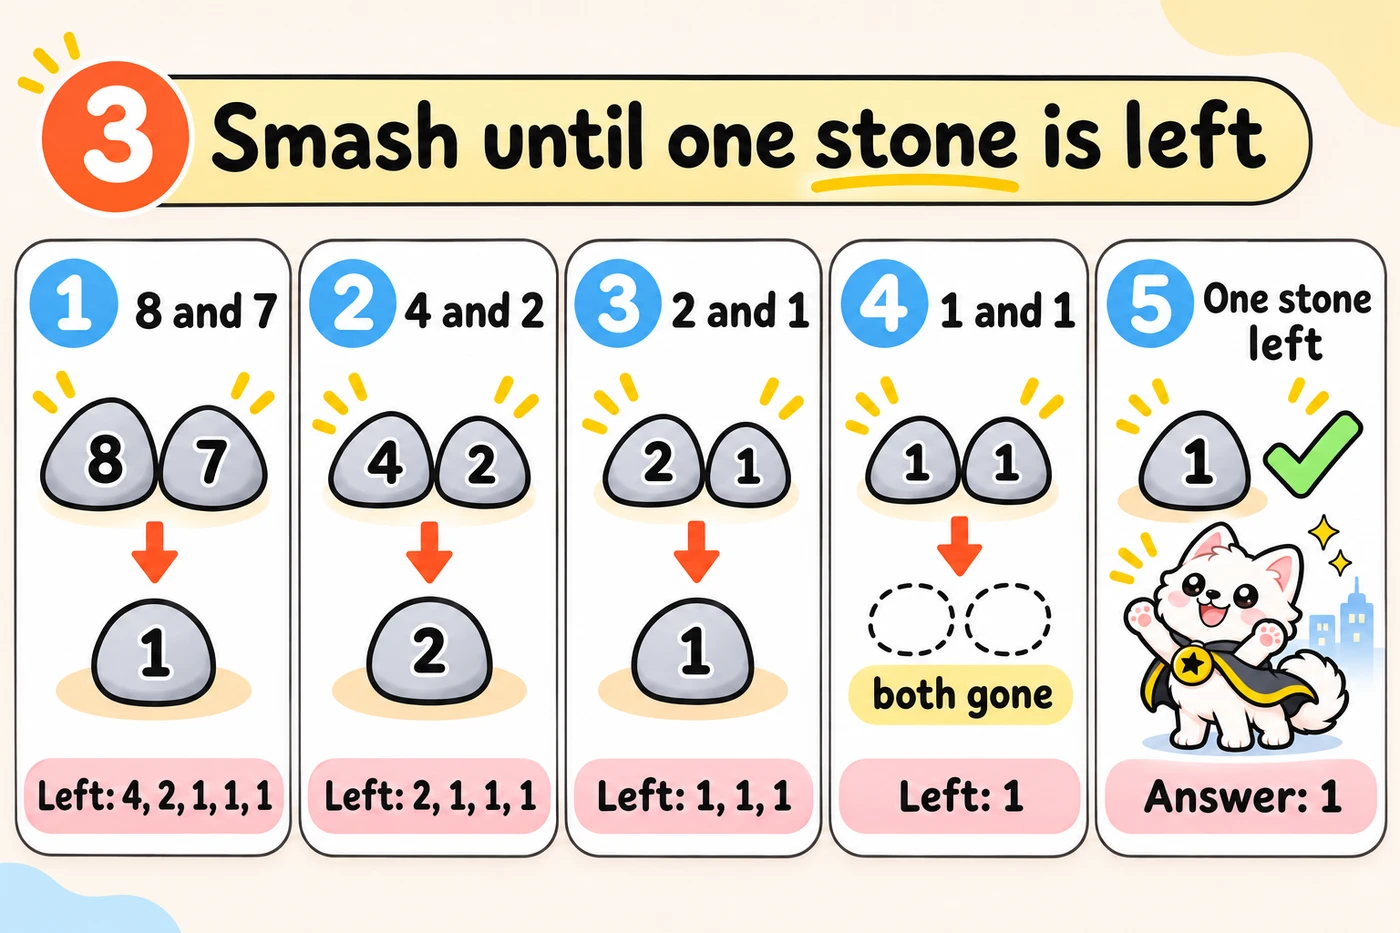 3
Smash until one stone is left
1
8 and 7
8
7
1
Left: 4, 2, 1, 1, 1
2
4 and 2
4
2
2
Left: 2, 1, 1, 1
3
2 and 1
2
1
1
Left: 1, 1, 1
4
1 and 1
1
1
both gone
Left: 1
5
One stone
left
1
Answer: 1